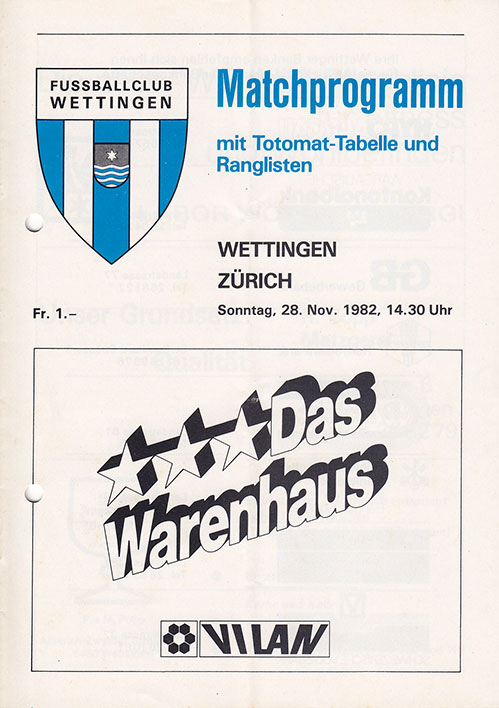 FUSSBALLCLUB
WETTINGEN
Matchprogramm
mit Totomat-Tabelle und
Ranglisten
WETTINGEN
ZÜRICH
Fr. 1.–
Sonntag, 28. Nov. 1982, 14.30 Uhr
Das
Warenhaus
VILAN